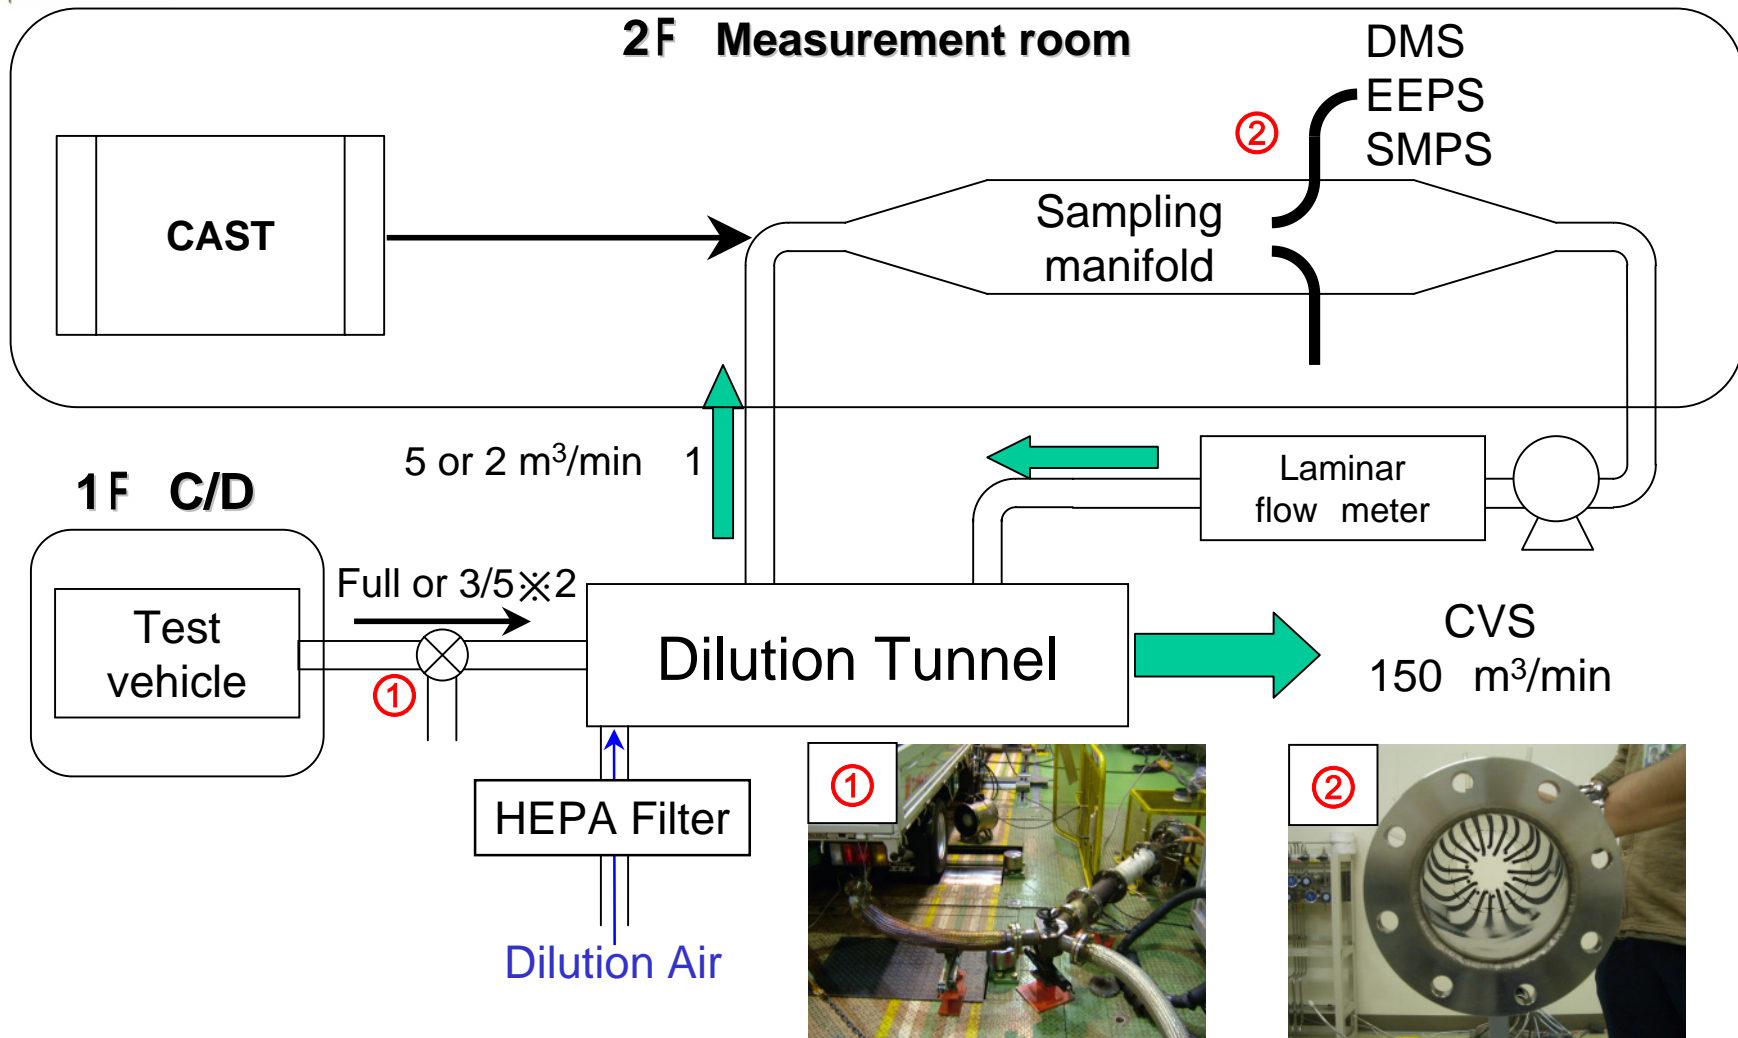 2F Measurement room
DMS
EEPS
SMPS
②
CAST
Sampling
manifold
5 or 2 m³/min 1
1F C/D
Laminar
flow meter
Full or 3/5※2
Test
vehicle
①
Dilution Tunnel
CVS
150 m³/min
HEPA Filter
Dilution Air
①
②